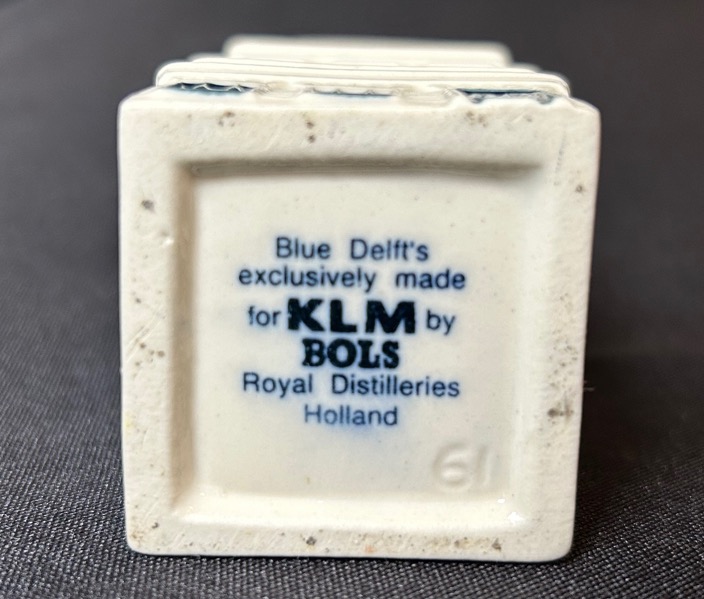 Blue Delft's
exclusively made
for KLM by
BOLS
Royal Distilleries
Holland
61